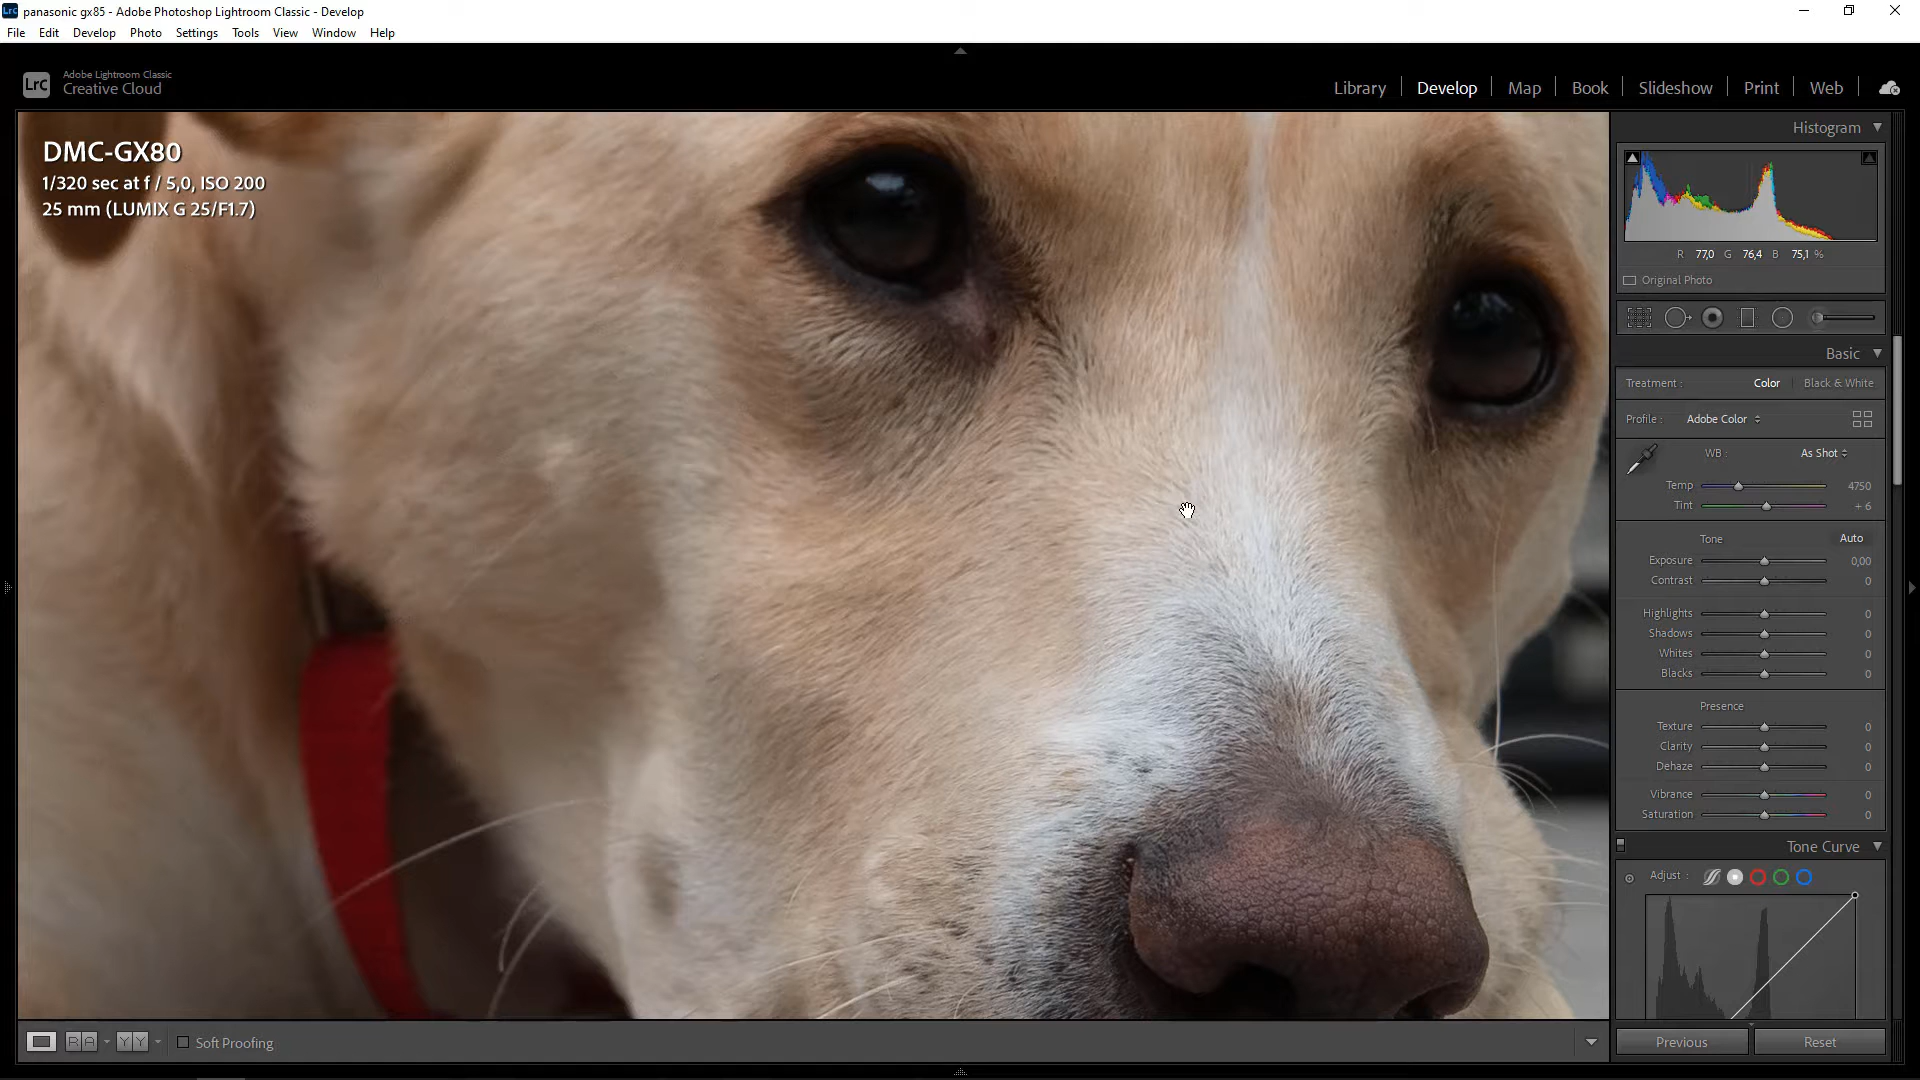 Lrc panasonic gx85 - Adobe Photoshop Lightroom Classic - Develop
File Edit Develop Photo Settings Tools View Window Help
LrC
Adobe Lightroom Classic
Creative Cloud
Library Develop Map Book Slideshow Print Web
DMC-GX80
1/320 sec at f / 5,0, ISO 200
25 mm (LUMIX G 25/F1.7)
Histogram
R 77,0 G 76,4 B 75,1 %
Original Photo
Basic
Treatment : Color Black & White
Profile : Adobe Color
WB : As Shot
Temp 4750
Tint + 6
Tone Auto
Exposure 0,00
Contrast 0
Highlights 0
Shadows 0
Whites 0
Blacks 0
Presence
Texture 0
Clarity 0
Dehaze 0
Vibrance 0
Saturation 0
Tone Curve
Adjust :
R A Y Y Soft Proofing
Previous Reset